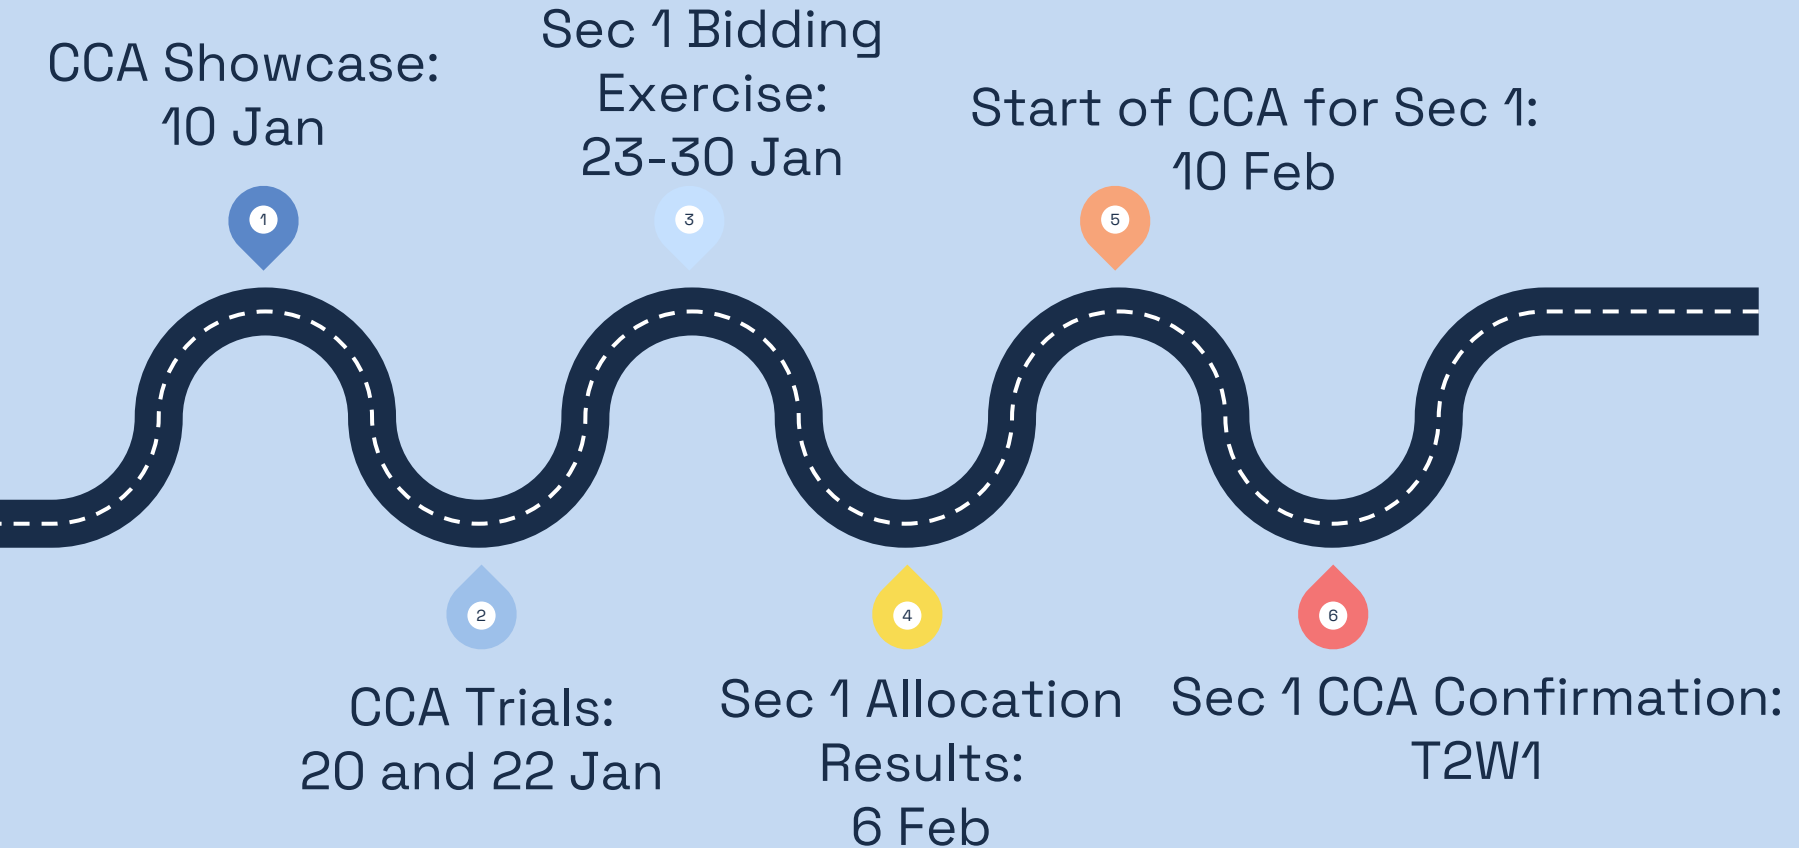 CCA Showcase:
10 Jan
1
CCA Trials:
20 and 22 Jan
2
Sec 1 Bidding
Exercise:
23-30 Jan
3
Sec 1 Allocation
Results:
6 Feb
4
Start of CCA for Sec 1:
10 Feb
5
Sec 1 CCA Confirmation:
T2W1
6